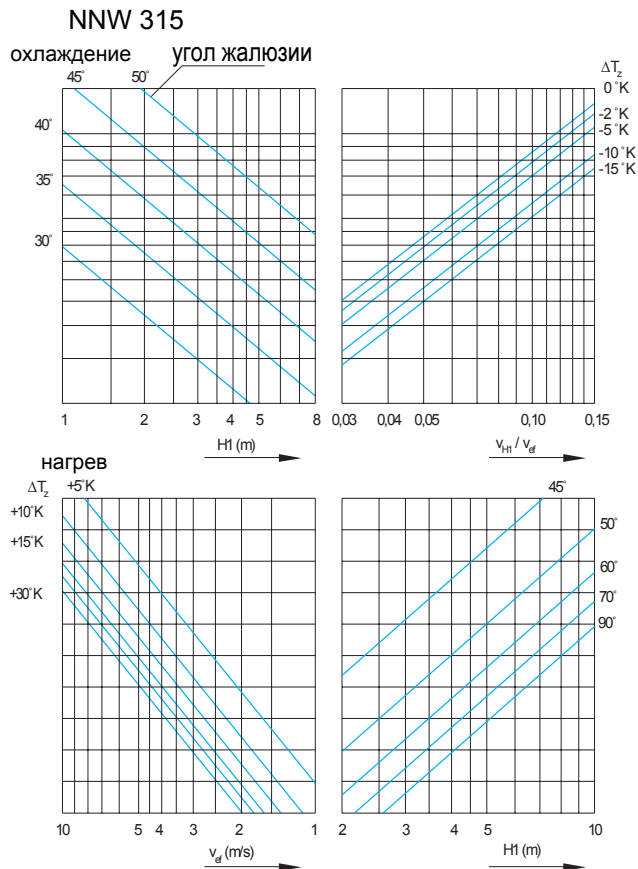 NNW 315
охлаждение угол жалюзии
45° 50°
40°
35°
30°
1 2 3 4 5 8
H1 (m)
ΔTz
0 °K
-2 °K
-5 °K
-10 °K
-15 °K
0,03 0,04 0,05 0,10 0,15
vH1 / vef
нагрев
ΔTz +5°K
+10°K
+15°K
+30°K
10 5 4 3 2 1
vef (m/s)
45°
50°
60°
70°
90°
2 3 4 5 10
H1 (m)